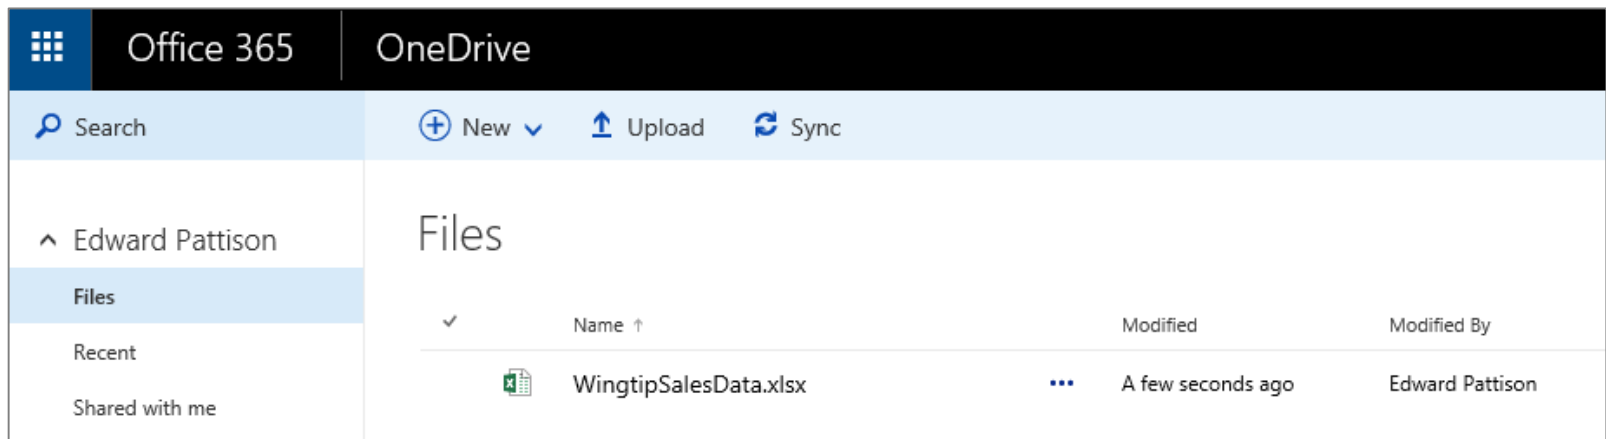 Office 365 OneDrive
Search New Upload Sync
Edward Pattison
Files
Recent
Shared with me
Files
Name Modified Modified By
WingtipSalesData.xlsx ••• A few seconds ago Edward Pattison